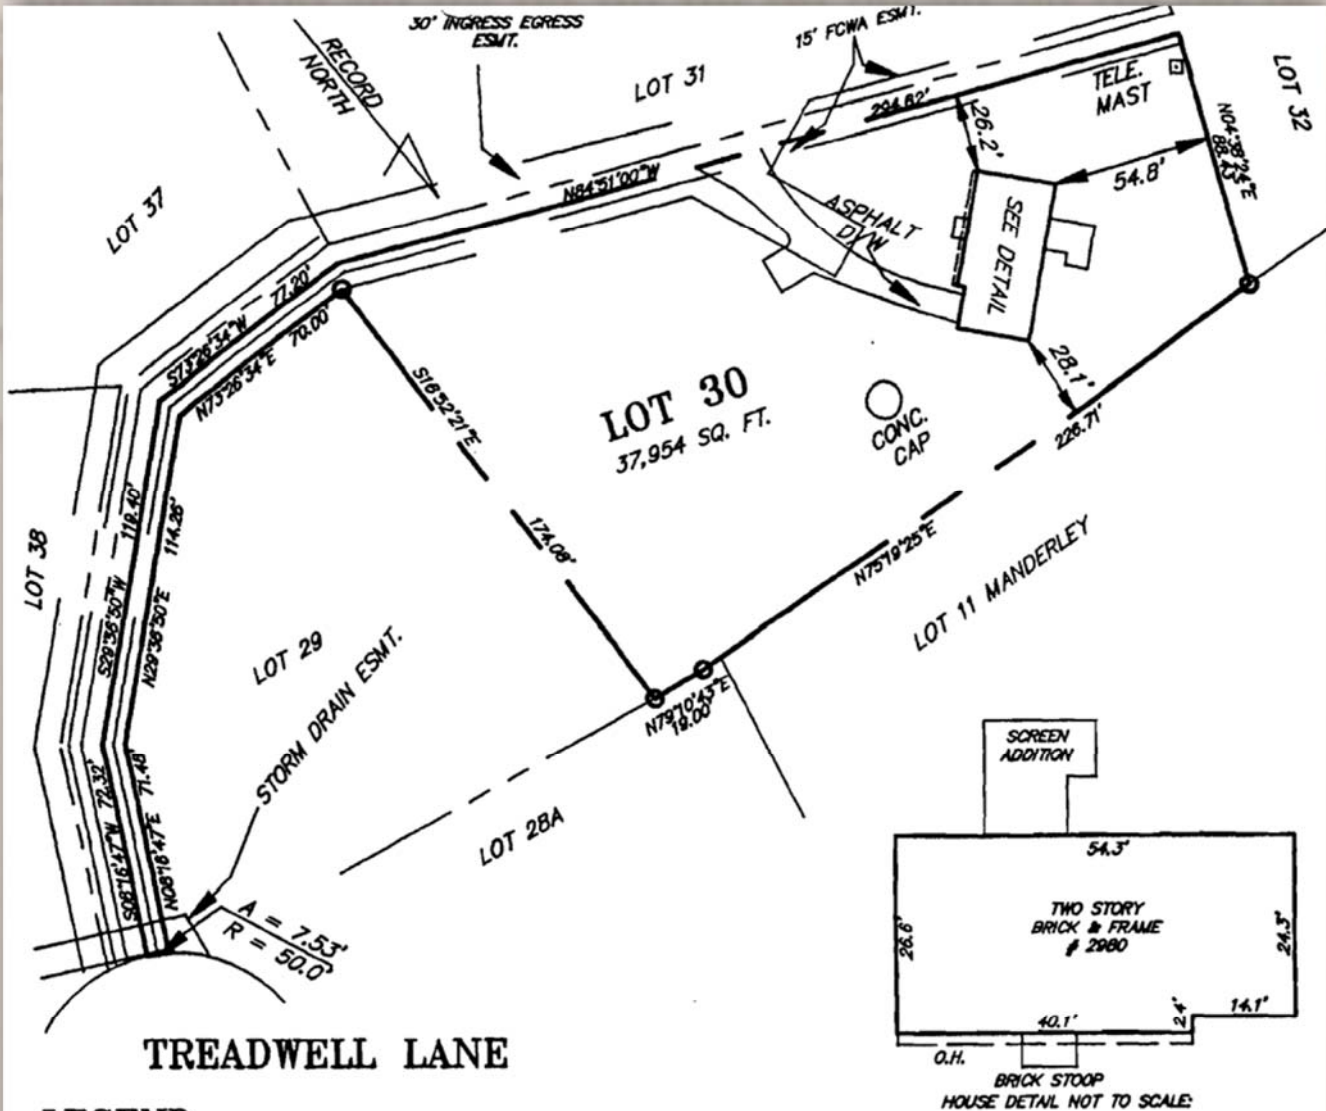 30' INGRESS EGRESS
ESMT.
15' FCWA ESMT.
RECORD
NORTH
LOT 31
TELE.
MAST
LOT 32
294.82'
26.2'
N04°38'24"E
88.43'
54.8'
LOT 37
N84°51'00"W
ASPHALT
D/W
SEE DETAIL
77.20'
S73°26'34"W
70.00'
N73°26'34"E
S16°52'21"E
174.08'
LOT 30
37,954 SQ. FT.
CONC.
CAP
28.1'
226.71'
N75°19'25"E
LOT 11 MANDERLEY
119.40'
S29°36'50"W
114.26'
N29°36'50"E
LOT 38
LOT 29
STORM DRAIN ESMT.
N79°10'43"E
19.00'
72.32'
S08°16'47"W
71.48'
N08°16'47"E
LOT 28A
A = 7.53'
R = 50.0'
TREADWELL LANE
SCREEN
ADDITION
54.3'
TWO STORY
BRICK & FRAME
# 2980
26.6'
24.3'
40.1'
2.4'
14.1'
O.H.
BRICK STOOP
HOUSE DETAIL NOT TO SCALE: